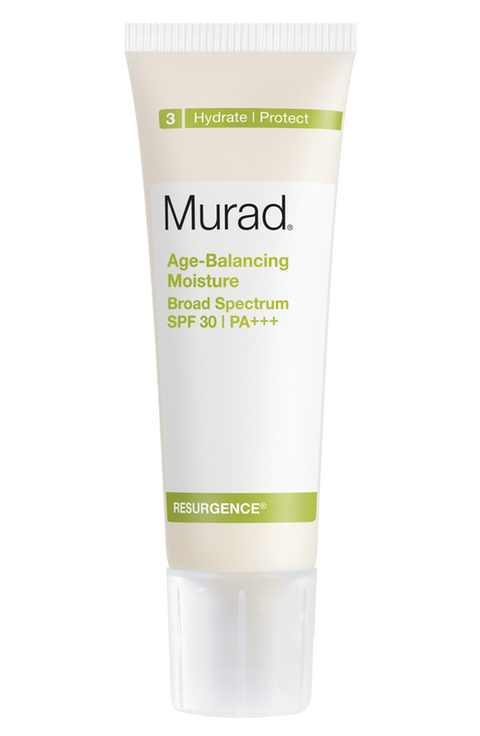 3 Hydrate | Protect
Murad®
Age-Balancing
Moisture
Broad Spectrum
SPF 30 | PA+++
RESURGENCE®